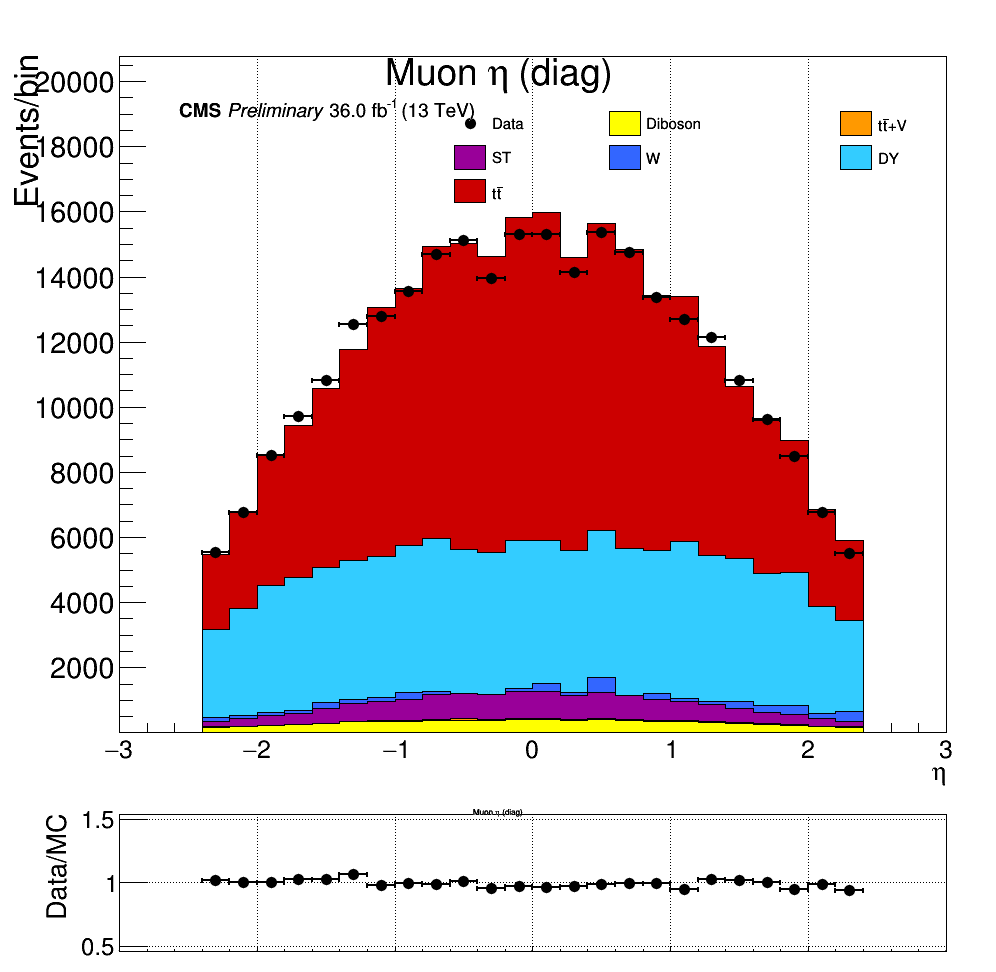 Muon η (diag)
Events/bin
CMS Preliminary 36.0 fb⁻¹ (13 TeV)
Data
Diboson
tt̄+V
ST
W
DY
tt̄
20000
18000
16000
14000
12000
10000
8000
6000
4000
2000
−3 −2 −1 0 1 2 3
η
Muon η (diag)
Data/MC
1.5
1
0.5